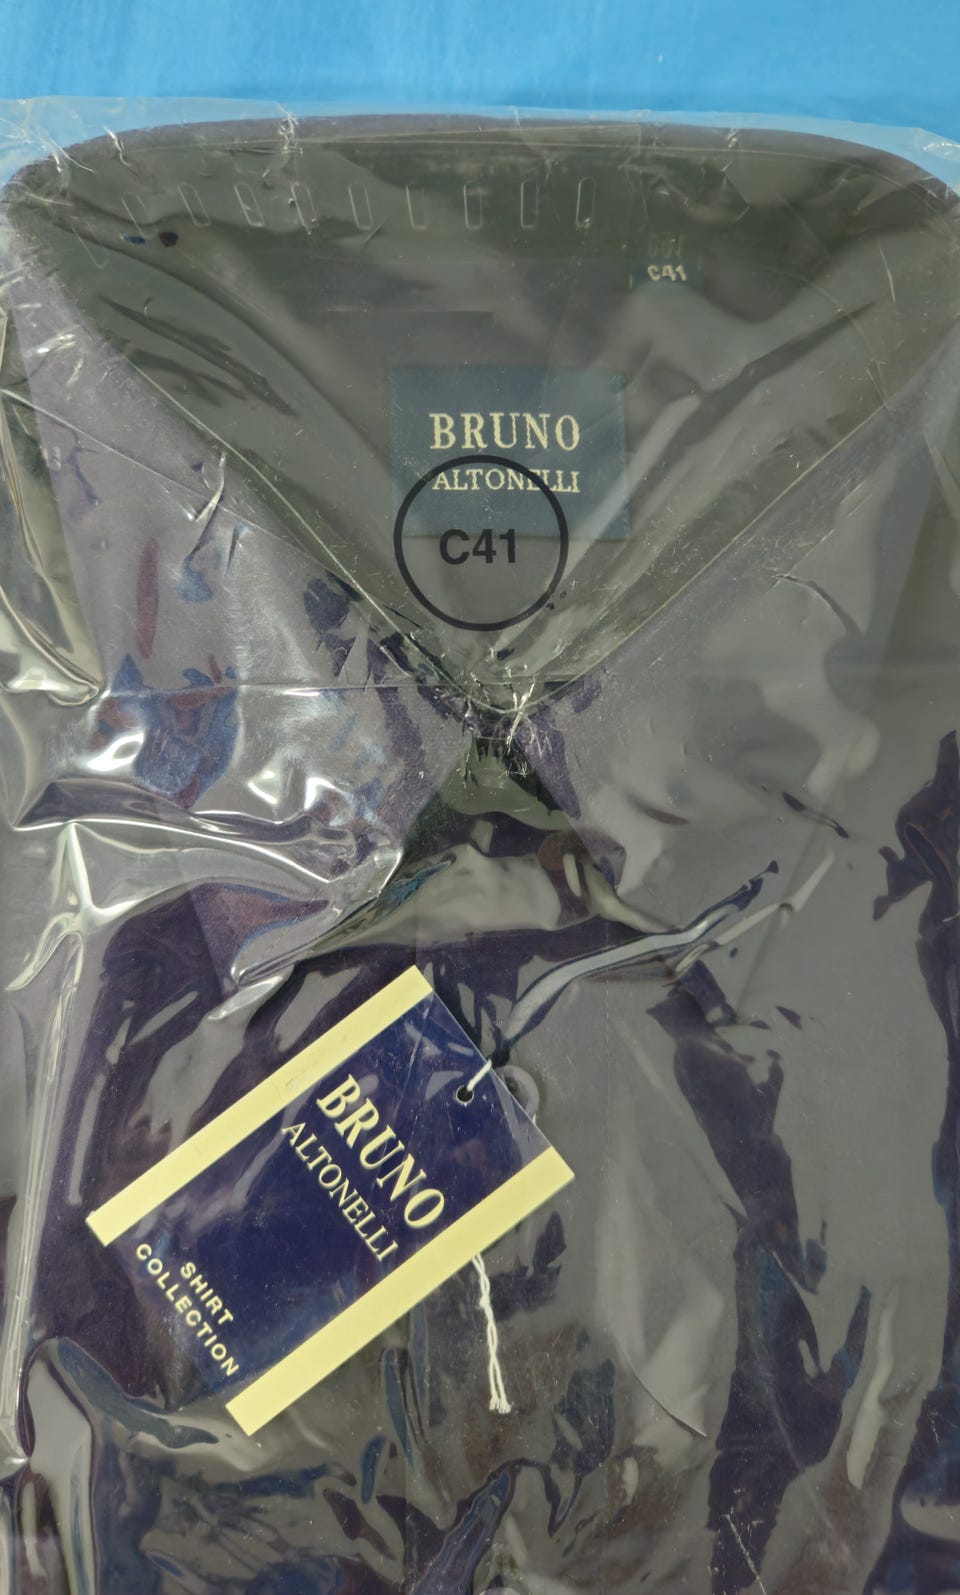 C41
BRUNO
ALTONELLI
C41
BRUNO
ALTONELLI
SHIRT
COLLECTION